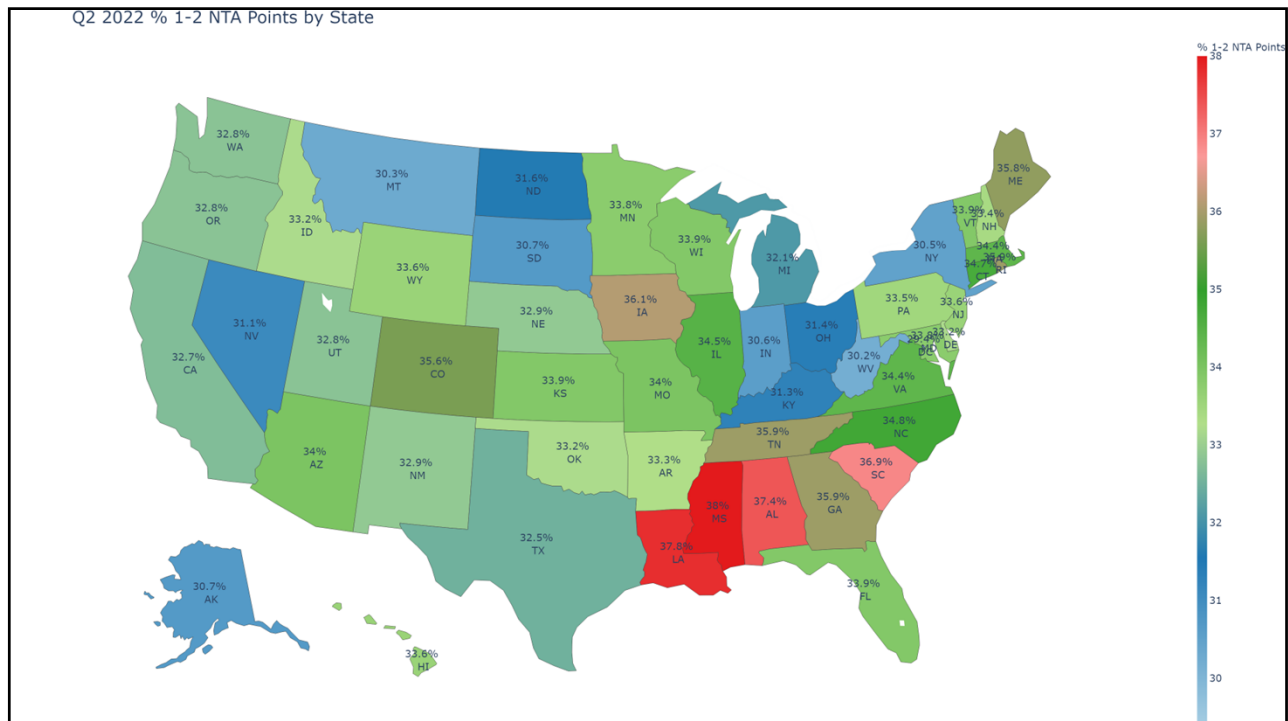 Q2 2022 % 1-2 NTA Points by State
% 1-2 NTA Points
38
37
36
35
34
33
32
31
30
32.8%
WA
32.8%
OR
32.7%
CA
31.1%
NV
33.2%
ID
30.3%
MT
33.6%
WY
32.8%
UT
35.6%
CO
34%
AZ
32.9%
NM
31.6%
ND
30.7%
SD
32.9%
NE
33.9%
KS
33.2%
OK
32.5%
TX
33.8%
MN
36.1%
IA
34%
MO
33.3%
AR
37.8%
LA
33.9%
WI
34.5%
IL
32.1%
MI
30.6%
IN
31.4%
OH
31.3%
KY
35.9%
TN
38%
MS
37.4%
AL
35.9%
GA
33.9%
FL
36.9%
SC
34.8%
NC
34.4%
VA
30.2%
WV
33.5%
PA
30.5%
NY
33.9%
VT
33.4%
NH
35.8%
ME
34.4%
RI
34.7%
CT
33.6%
NJ
33.2%
DE
MD
29.4%
DC
30.7%
AK
33.6%
HI